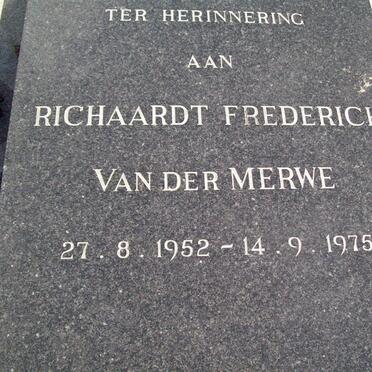 TER HERINNERING
AAN
RICHAARDT FREDERICK
VAN DER MERWE
27.8.1952 - 14.9.1975